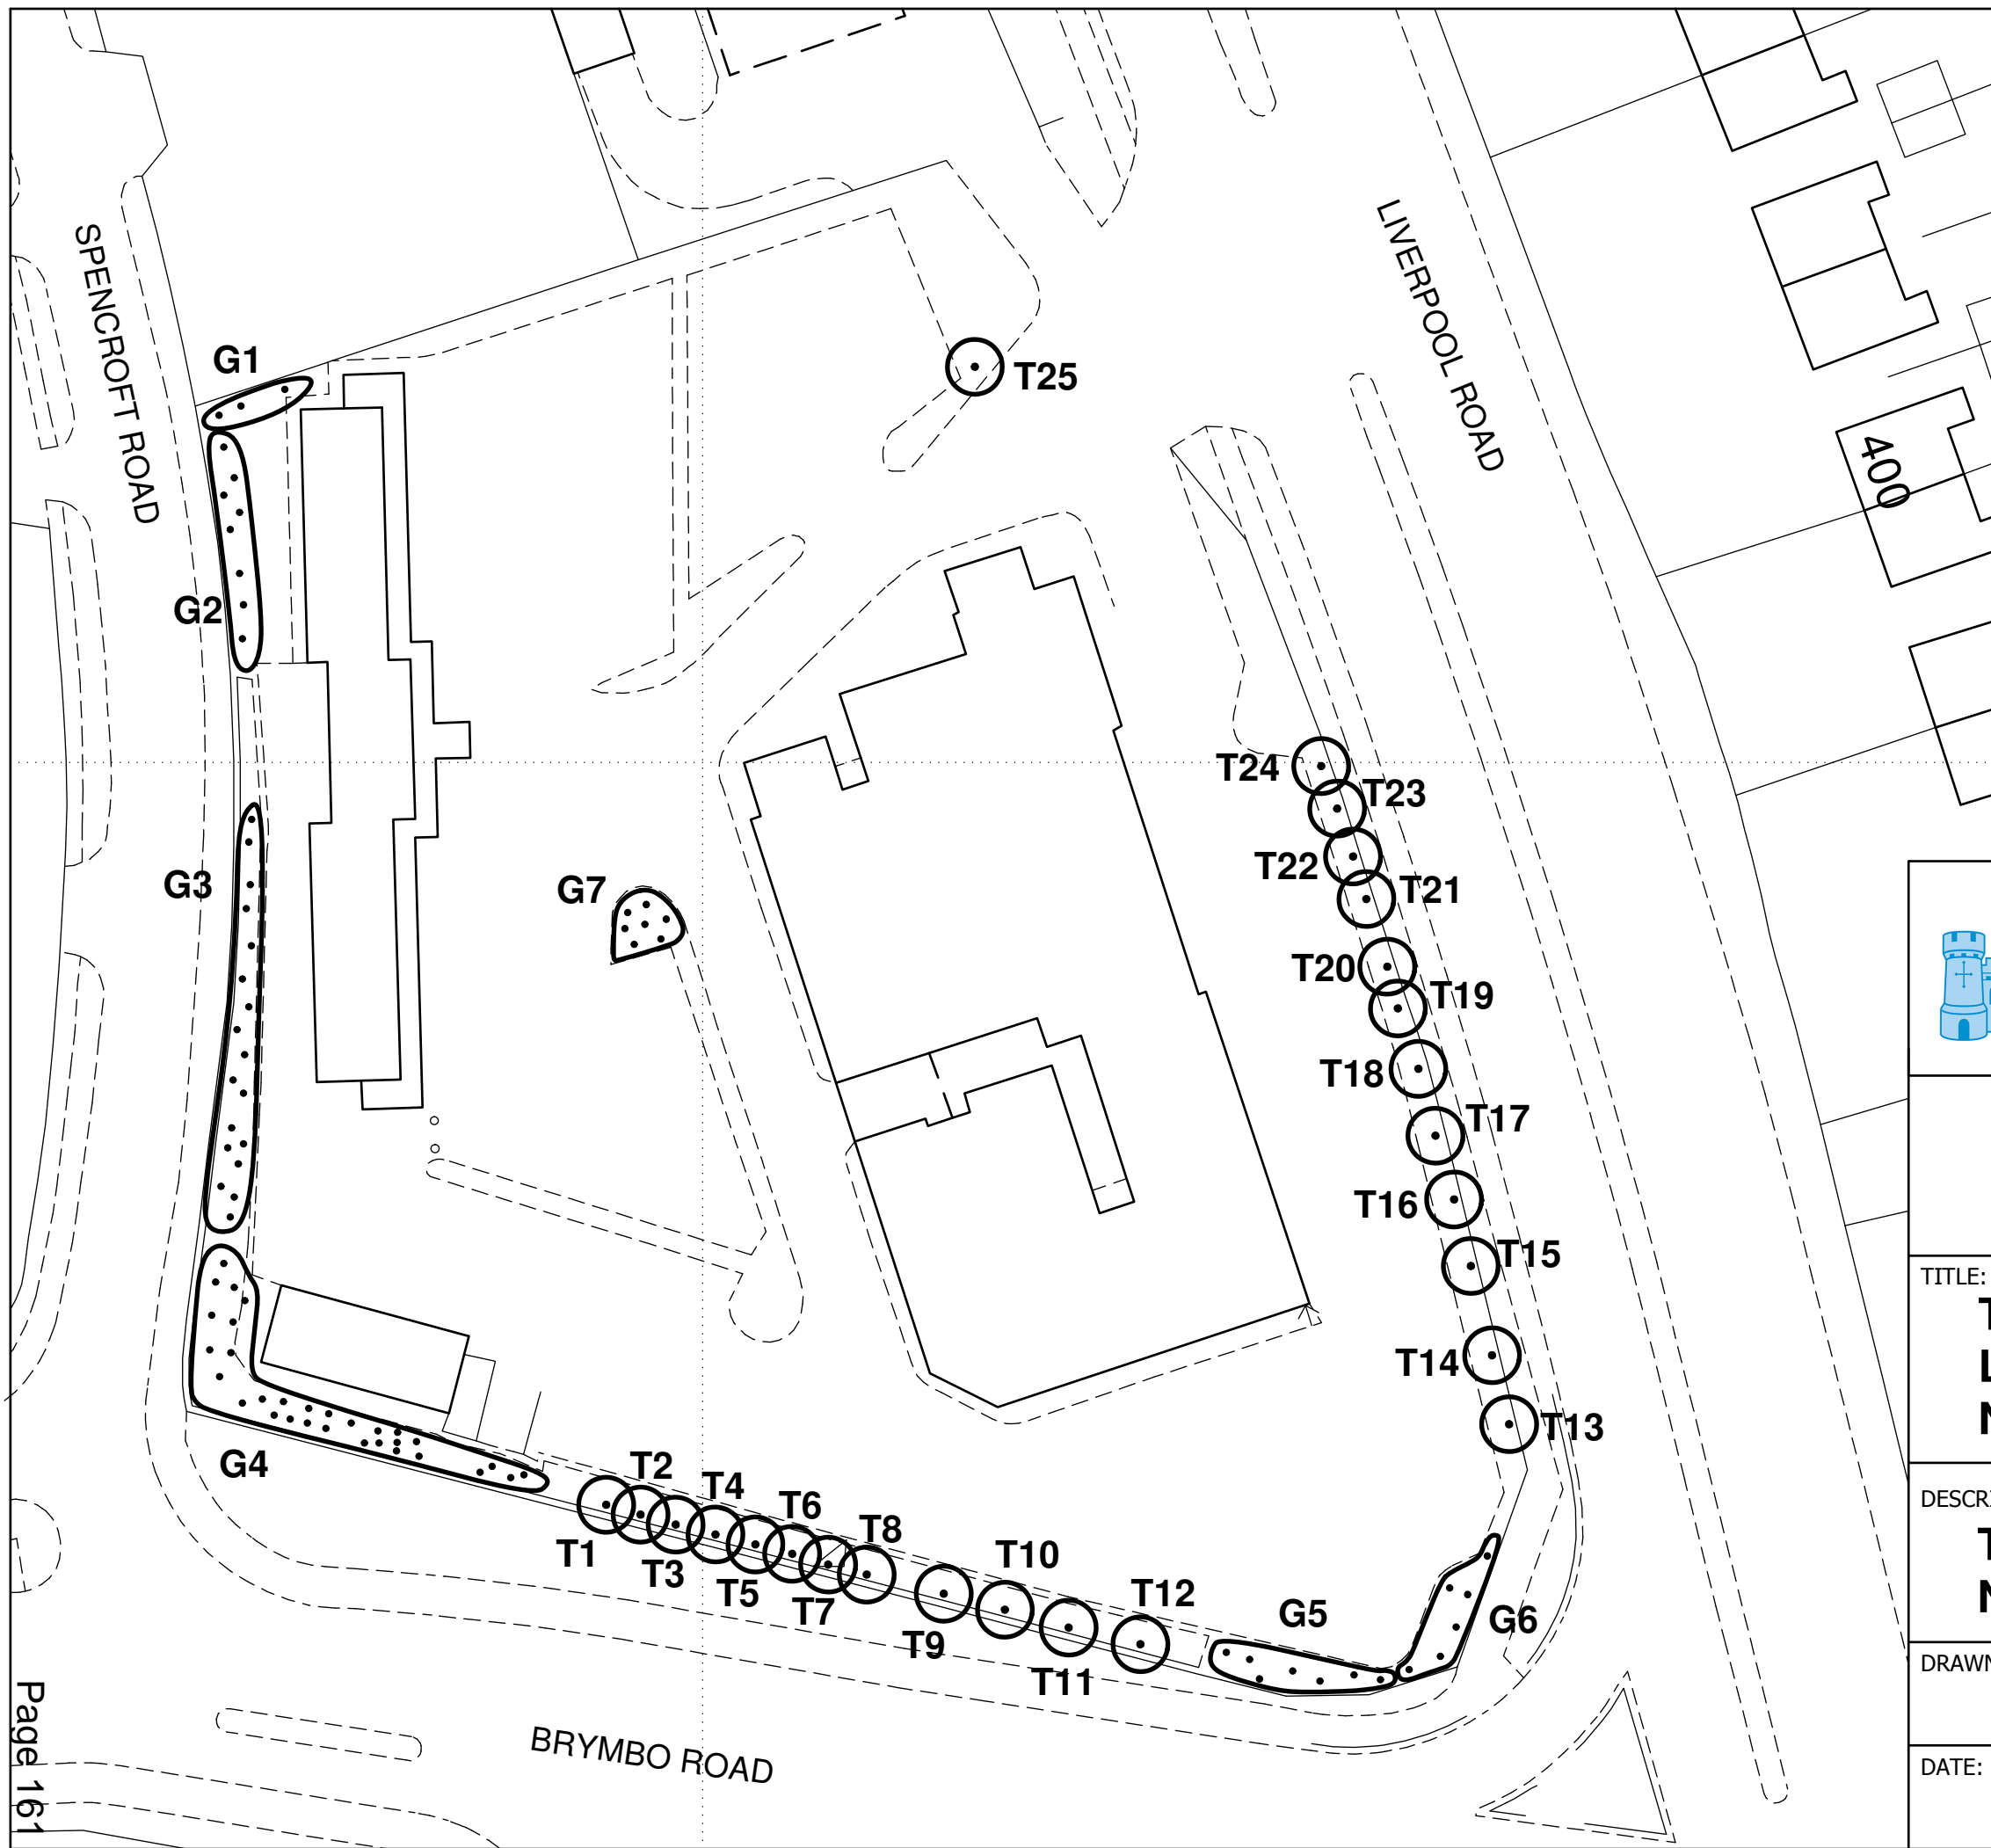 SPENCROFT ROAD
LIVERPOOL ROAD
G1
T25
400
G2
T24
T23
T22
T21
G3
G7
T20
T19
T18
T17
T16
T15
T14
T13
G4
T2
T4
T6
T8
T10
T12
T1
T3
T5
T7
T9
T11
G5
G6
BRYMBO ROAD
Page 161
TITLE:
T
L
N
DESCRI
T
N
DRAWN
DATE: